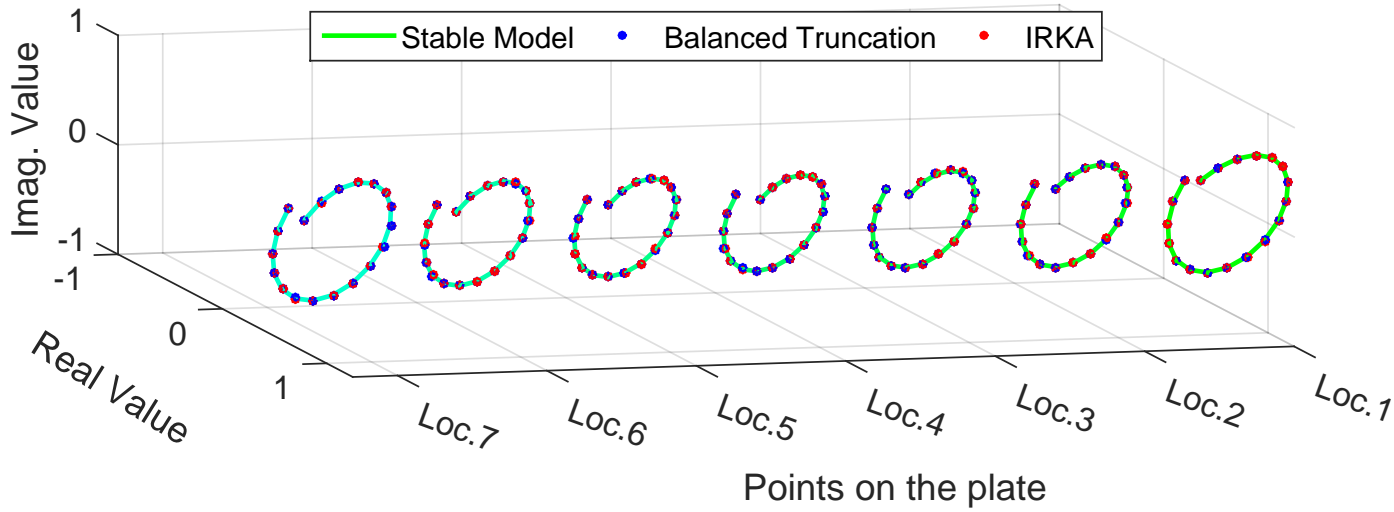 Stable Model Balanced Truncation IRKA
1
0
-1
Imag. Value
-1
0
1
Real Value
Loc.7
Loc.6
Loc.5
Loc.4
Loc.3
Loc.2
Loc.1
Points on the plate